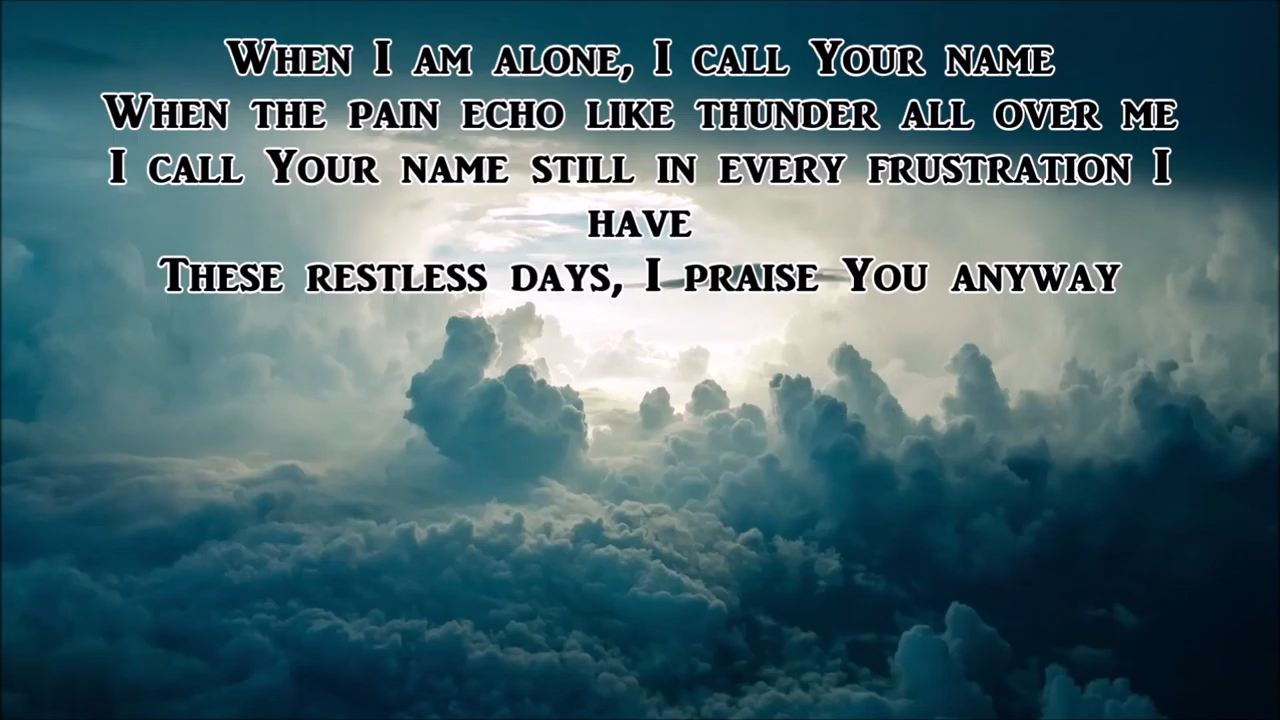 When I am alone, I call Your name
When the pain echo like thunder all over me
I call Your name still in every frustration I
have
These restless days, I praise You anyway